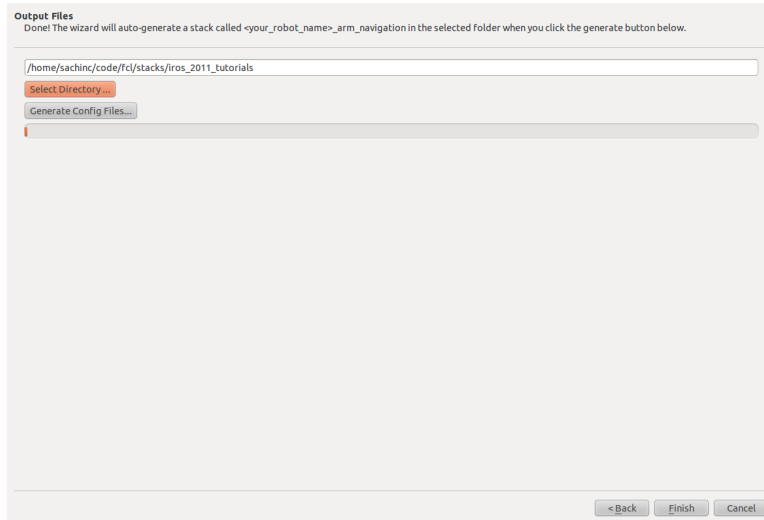 Output Files
Done! The wizard will auto-generate a stack called <your_robot_name>_arm_navigation in the selected folder when you click the generate button below.
/home/sachinc/code/fcl/stacks/iros_2011_tutorials
Select Directory ...
Generate Config Files...
< Back Finish Cancel